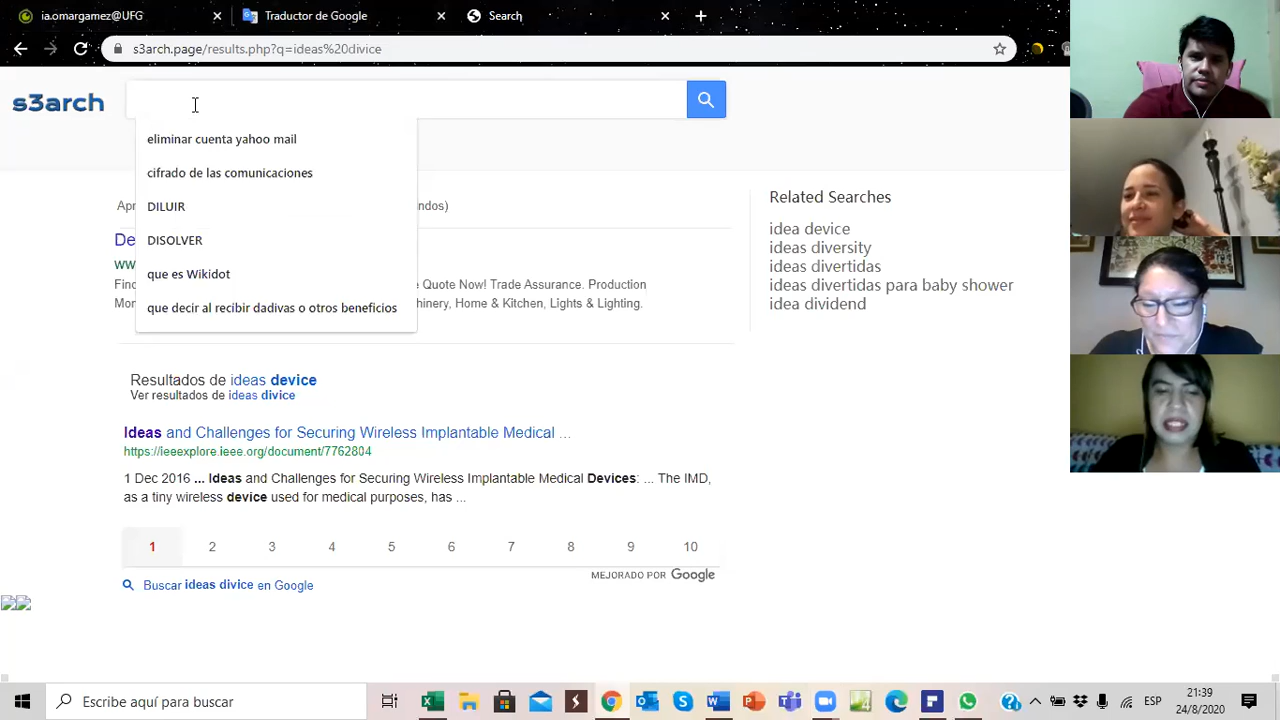 ia.omargamez@UFG
Traductor de Google
Search
s3arch.page/results.php?q=ideas%20divice
s3arch
eliminar cuenta yahoo mail
cifrado de las comunicaciones
DILUIR
DISOLVER
que es Wikidot
que decir al recibir dadivas o otros beneficios
Apr
ndos)
De
ww
Find
e Quote Now! Trade Assurance. Production
Mon
hinery, Home & Kitchen, Lights & Lighting.
Related Searches
idea device
ideas diversity
ideas divertidas
ideas divertidas para baby shower
idea dividend
Resultados de ideas device
Ver resultados de ideas divice
Ideas and Challenges for Securing Wireless Implantable Medical ...
https://ieeexplore.ieee.org/document/7762804
1 Dec 2016 ... Ideas and Challenges for Securing Wireless Implantable Medical Devices: ... The IMD,
as a tiny wireless device used for medical purposes, has ...
1 2 3 4 5 6 7 8 9 10
MEJORADO POR Google
Buscar ideas divice en Google
Escribe aquí para buscar
ESP
21:39
24/8/2020